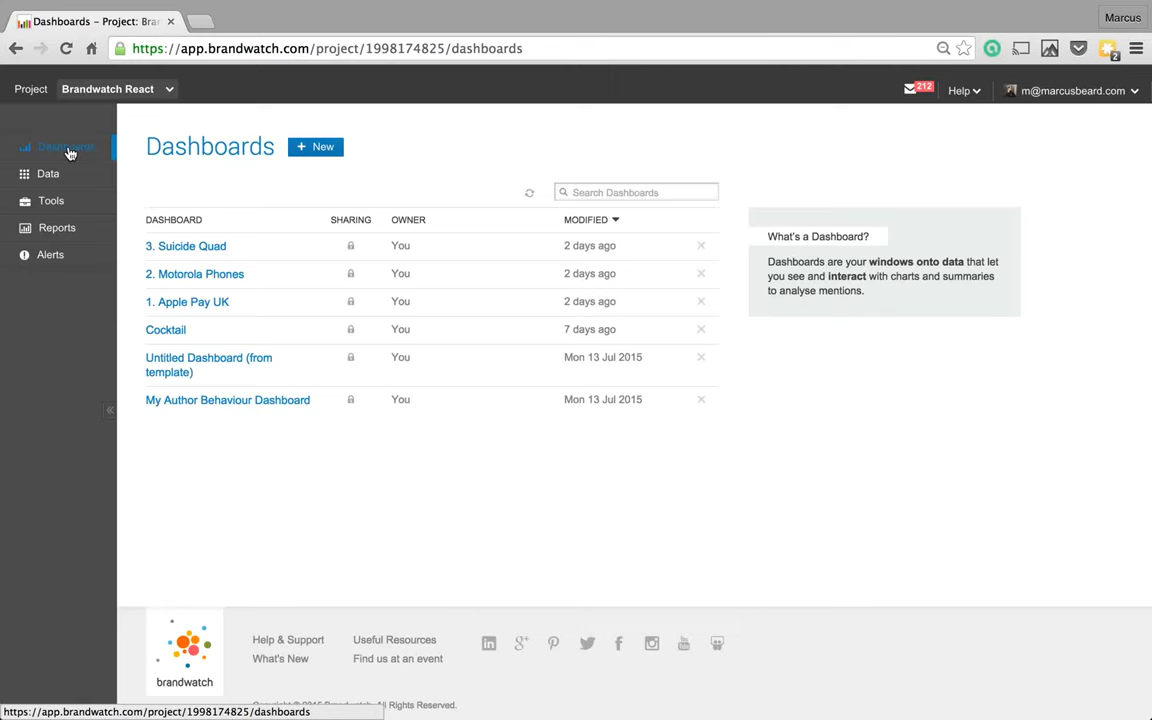 Dashboards – Project: Bra
Marcus
https://app.brandwatch.com/project/1998174825/dashboards
2
Project Brandwatch React
212
Help
m@marcusbeard.com
Dashboards
Data
Tools
Reports
Alerts
Dashboards
+ New
Search Dashboards
DASHBOARD SHARING OWNER MODIFIED
3. Suicide Quad You 2 days ago
2. Motorola Phones You 2 days ago
1. Apple Pay UK You 2 days ago
Cocktail You 7 days ago
Untitled Dashboard (from You Mon 13 Jul 2015
template)
My Author Behaviour Dashboard You Mon 13 Jul 2015
What's a Dashboard?
Dashboards are your windows onto data that let
you see and interact with charts and summaries
to analyse mentions.
brandwatch
Help & Support
What's New
Useful Resources
Find us at an event
All Rights Reserved.
https://app.brandwatch.com/project/1998174825/dashboards